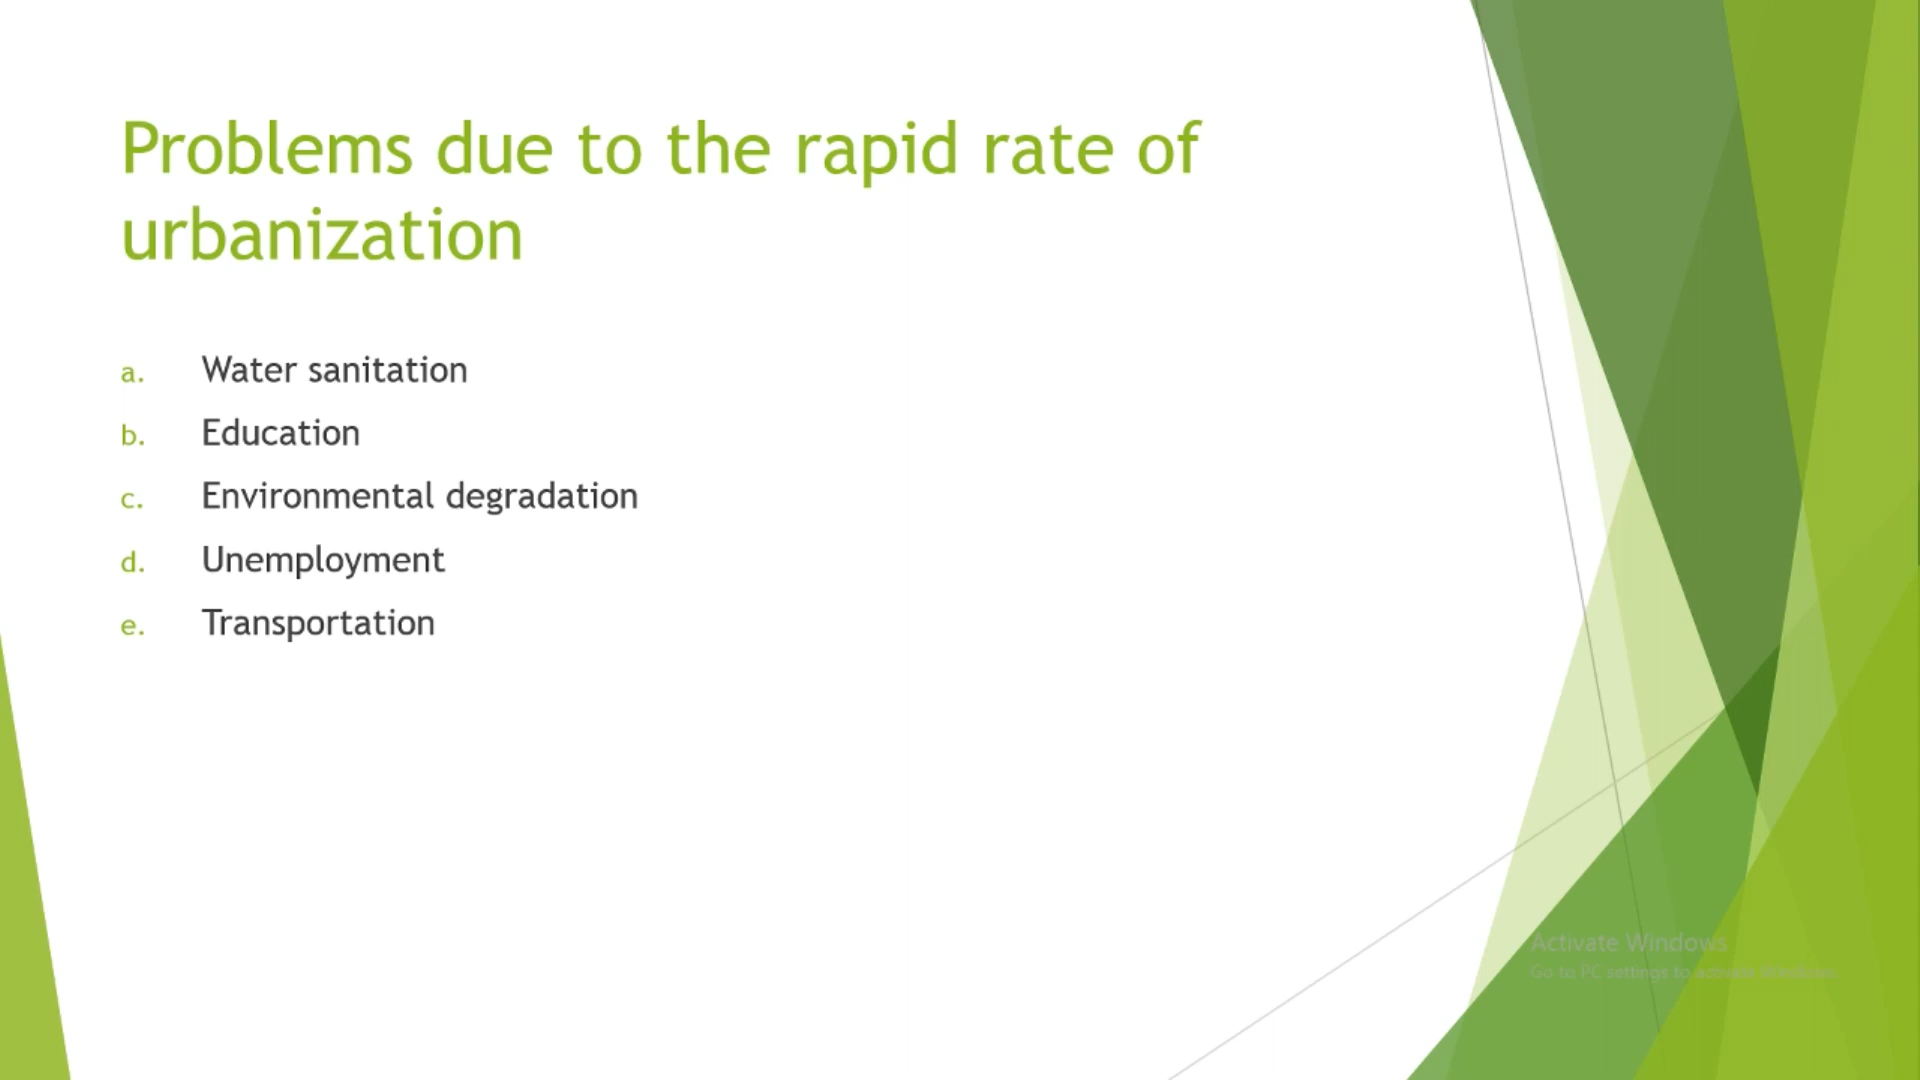 Problems due to the rapid rate of
urbanization
a. Water sanitation
b. Education
c. Environmental degradation
d. Unemployment
e. Transportation
Activate Windows
Go to PC settings to activate Windows.